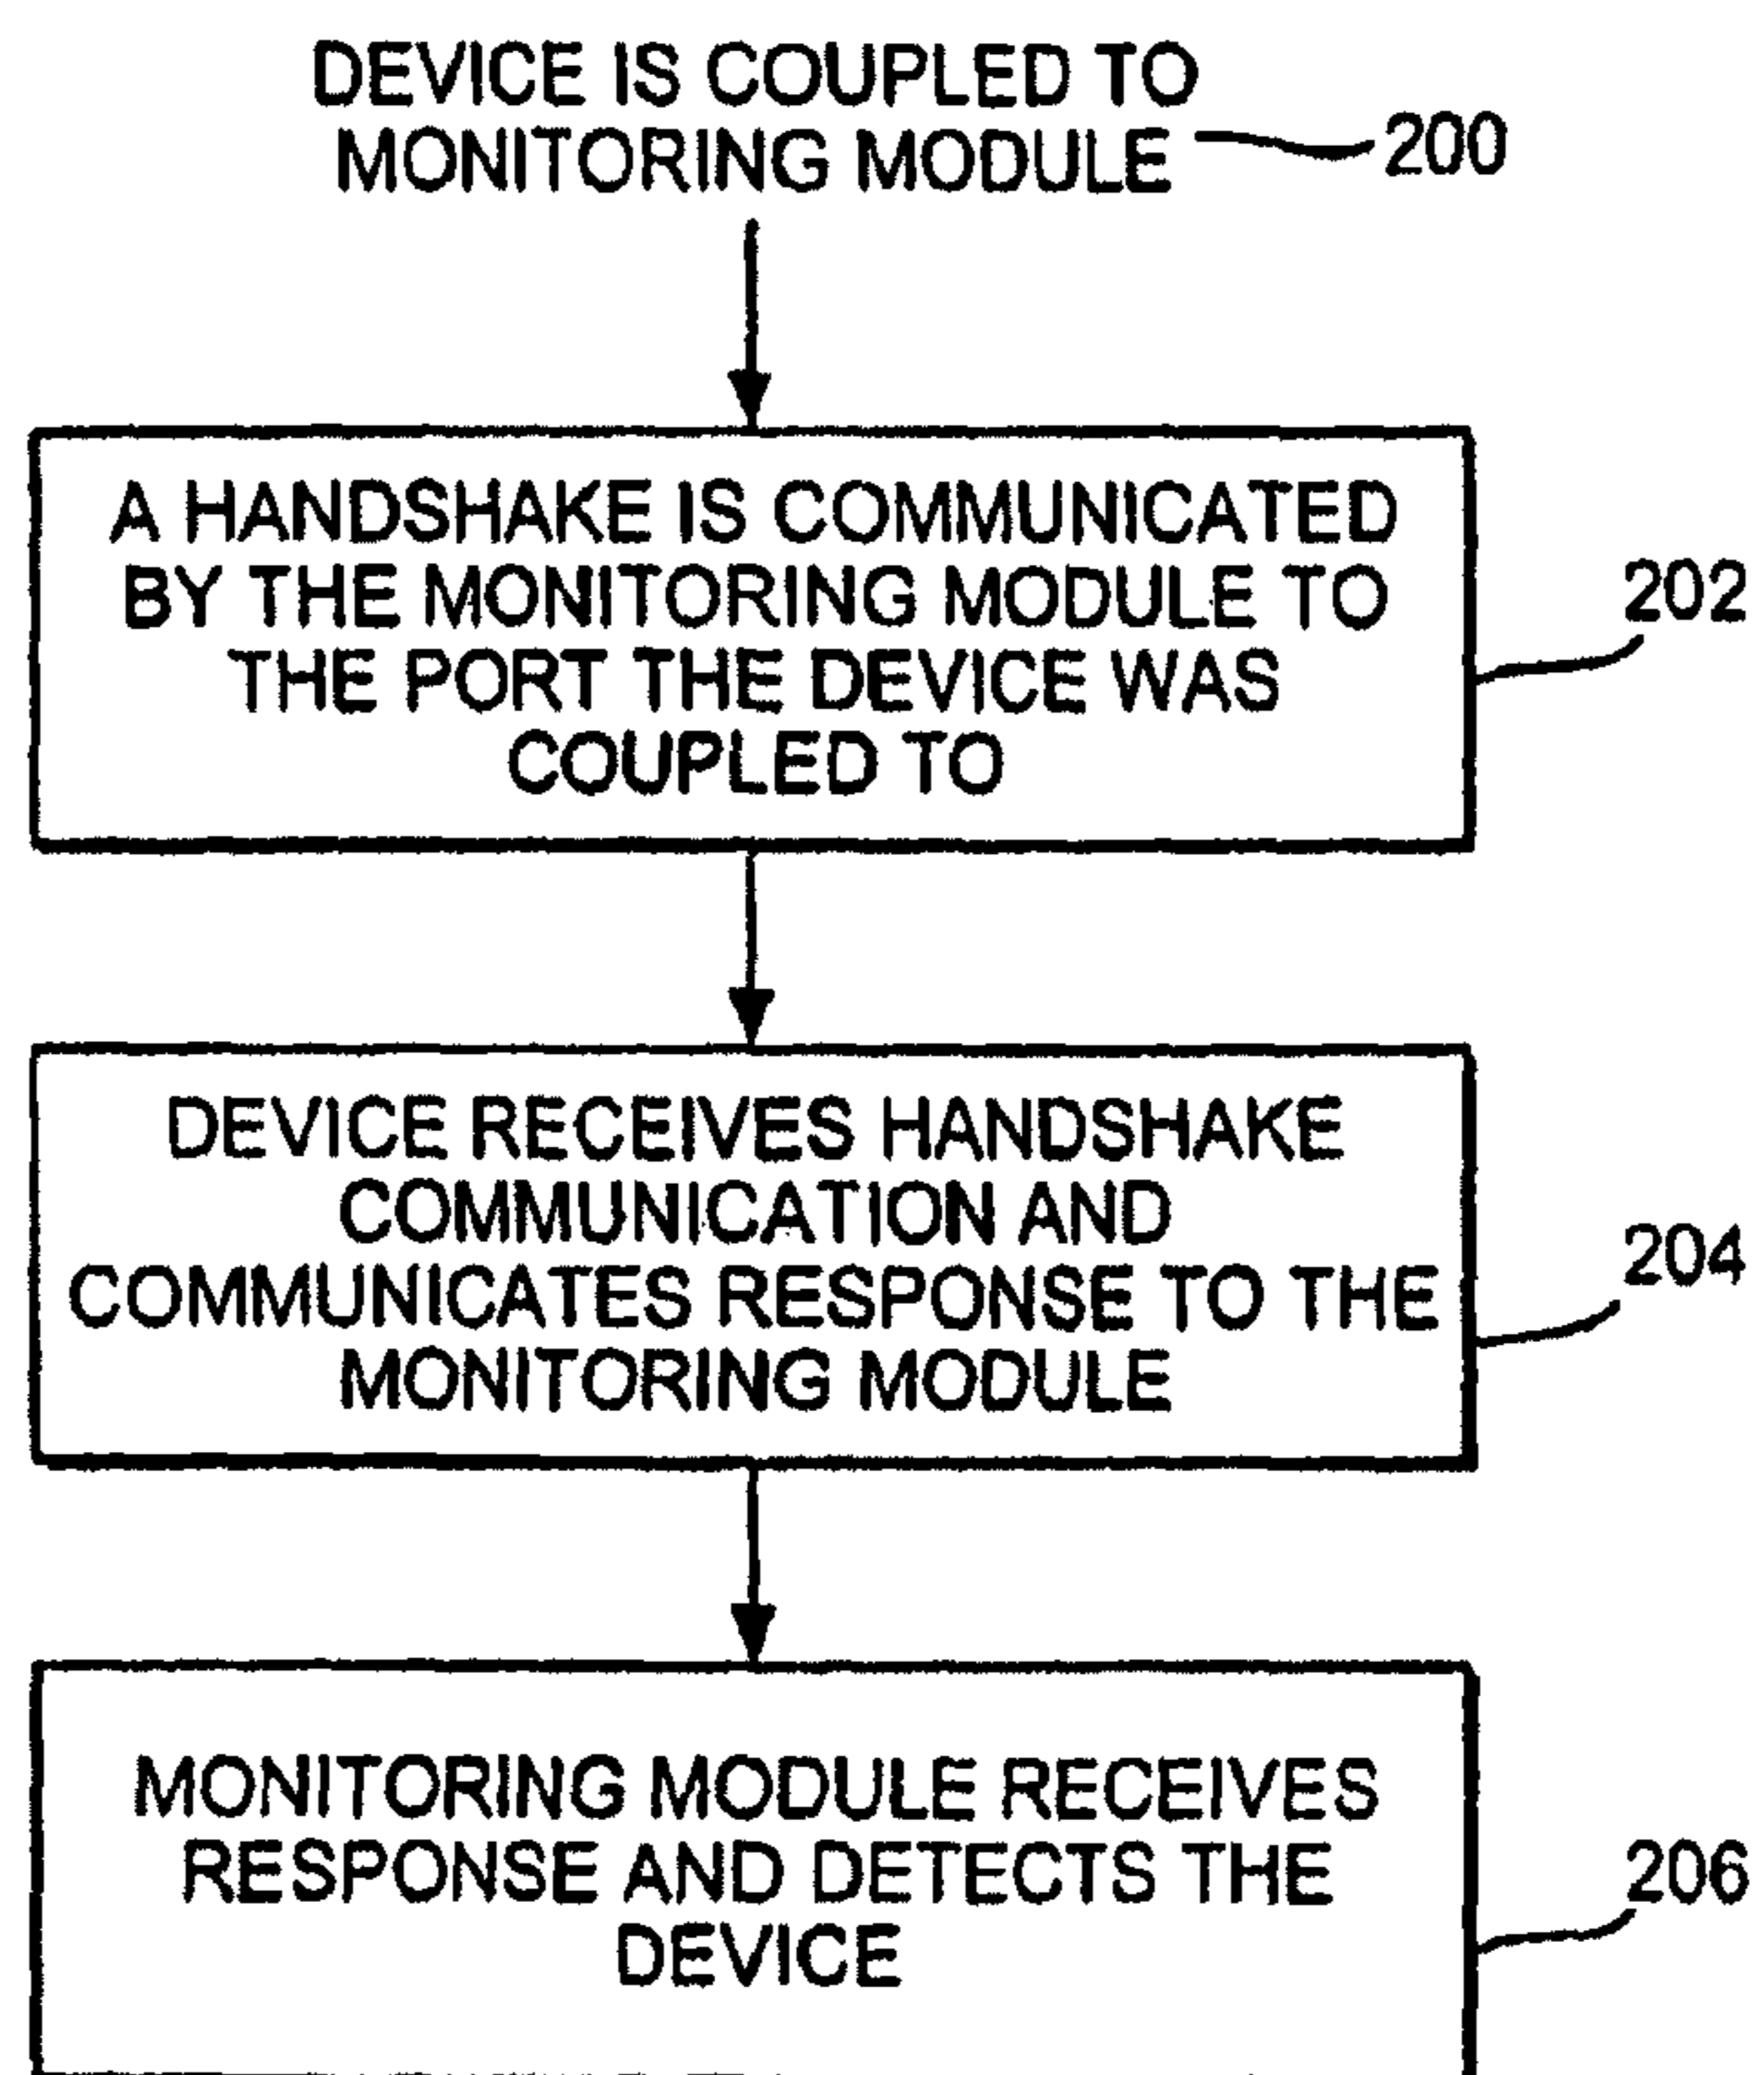 DEVICE IS COUPLED TO
MONITORING MODULE 200
A HANDSHAKE IS COMMUNICATED
BY THE MONITORING MODULE TO
THE PORT THE DEVICE WAS
COUPLED TO
202
DEVICE RECEIVES HANDSHAKE
COMMUNICATION AND
COMMUNICATES RESPONSE TO THE
MONITORING MODULE
204
MONITORING MODULE RECEIVES
RESPONSE AND DETECTS THE
DEVICE
206